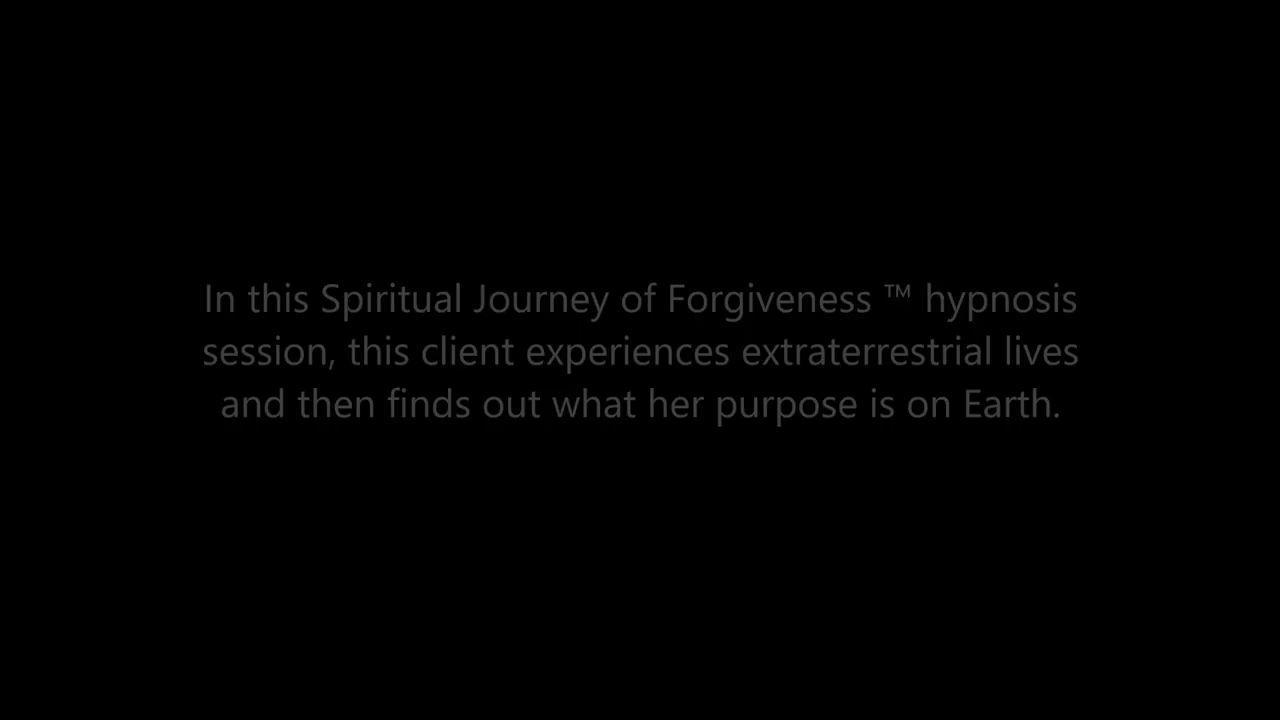 In this Spiritual Journey of Forgiveness ™ hypnosis
session, this client experiences extraterrestrial lives
and then finds out what her purpose is on Earth.